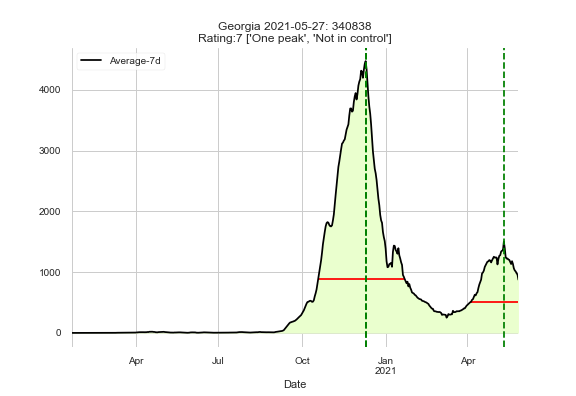 Georgia 2021-05-27: 340838
Rating:7 ['One peak', 'Not in control']
Average-7d
4000
3000
2000
1000
0
Apr
Jul
Oct
Jan
2021
Apr
Date